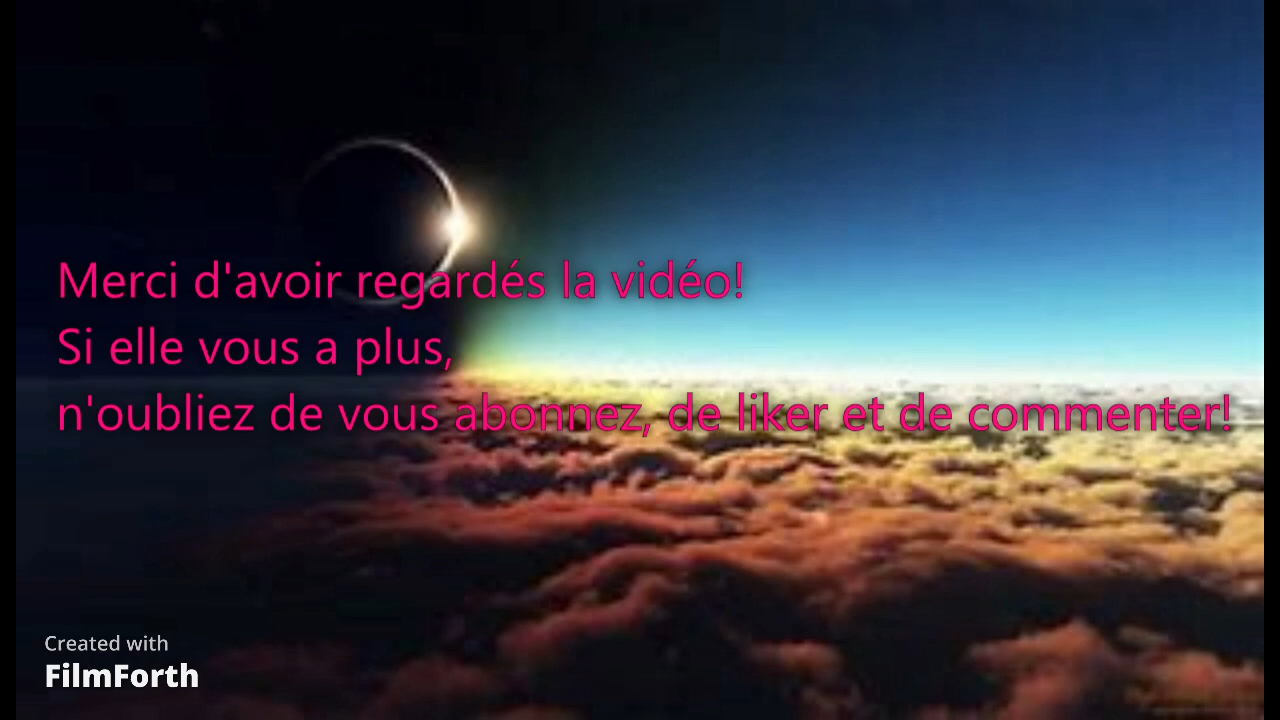 Merci d'avoir regardés la vidéo!
Si elle vous a plus,
n'oubliez de vous abonnez, de liker et de commenter!
Created with
FilmForth